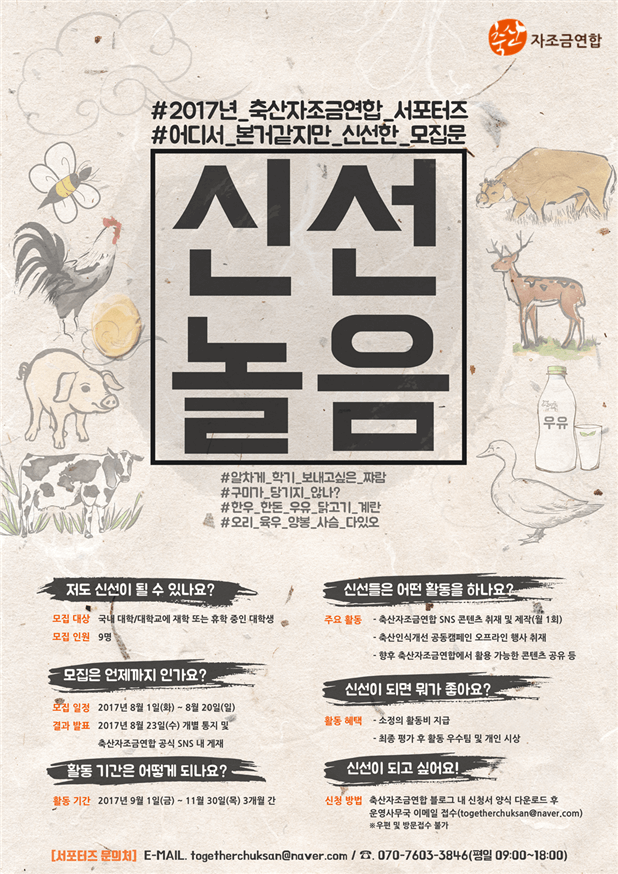 축산 자조금연합
#2017년_축산자조금연합_서포터즈
#어디서_본거같지만_신선한_모집문
신선
놀음
#알차게_학기_보내고싶은_짜람
#구미가_당기지_않나?
#한우_한돈_우유_닭고기_계란
#오리_육우_양봉_사슴_다있오
우유
저도 신선이 될 수 있나요?
모집 대상 국내 대학/대학교에 재학 또는 휴학 중인 대학생
모집 인원 9명
모집은 언제까지 인가요?
모집 일정 2017년 8월 1일(화) – 8월 20일(일)
결과 발표 2017년 8월 23일(수) 개별 통지 및
축산자조금연합 공식 SNS 내 게재
활동 기간은 어떻게 되나요?
활동 기간 2017년 9월 1일(금) – 11월 30일(목) 3개월 간
신선들은 어떤 활동을 하나요?
주요 활동 - 축산자조금연합 SNS 콘텐츠 취재 및 제작(월 1회)
- 축산인식개선 공동캠페인 오프라인 행사 취재
- 향후 축산자조금연합에서 활용 가능한 콘텐츠 공유 등
신선이 되면 뭐가 좋아요?
활동 혜택 - 소정의 활동비 지급
- 최종 평가 후 활동 우수팀 및 개인 시상
신선이 되고 싶어요!
신청 방법 축산자조금연합 블로그 내 신청서 양식 다운로드 후
운영사무국 이메일 접수(togetherchuksan@naver.com)
※우편 및 방문접수 불가
[서포터즈 문의처] E-MAIL. togetherchuksan@naver.com / ☎. 070-7603-3846(평일 09:00~18:00)